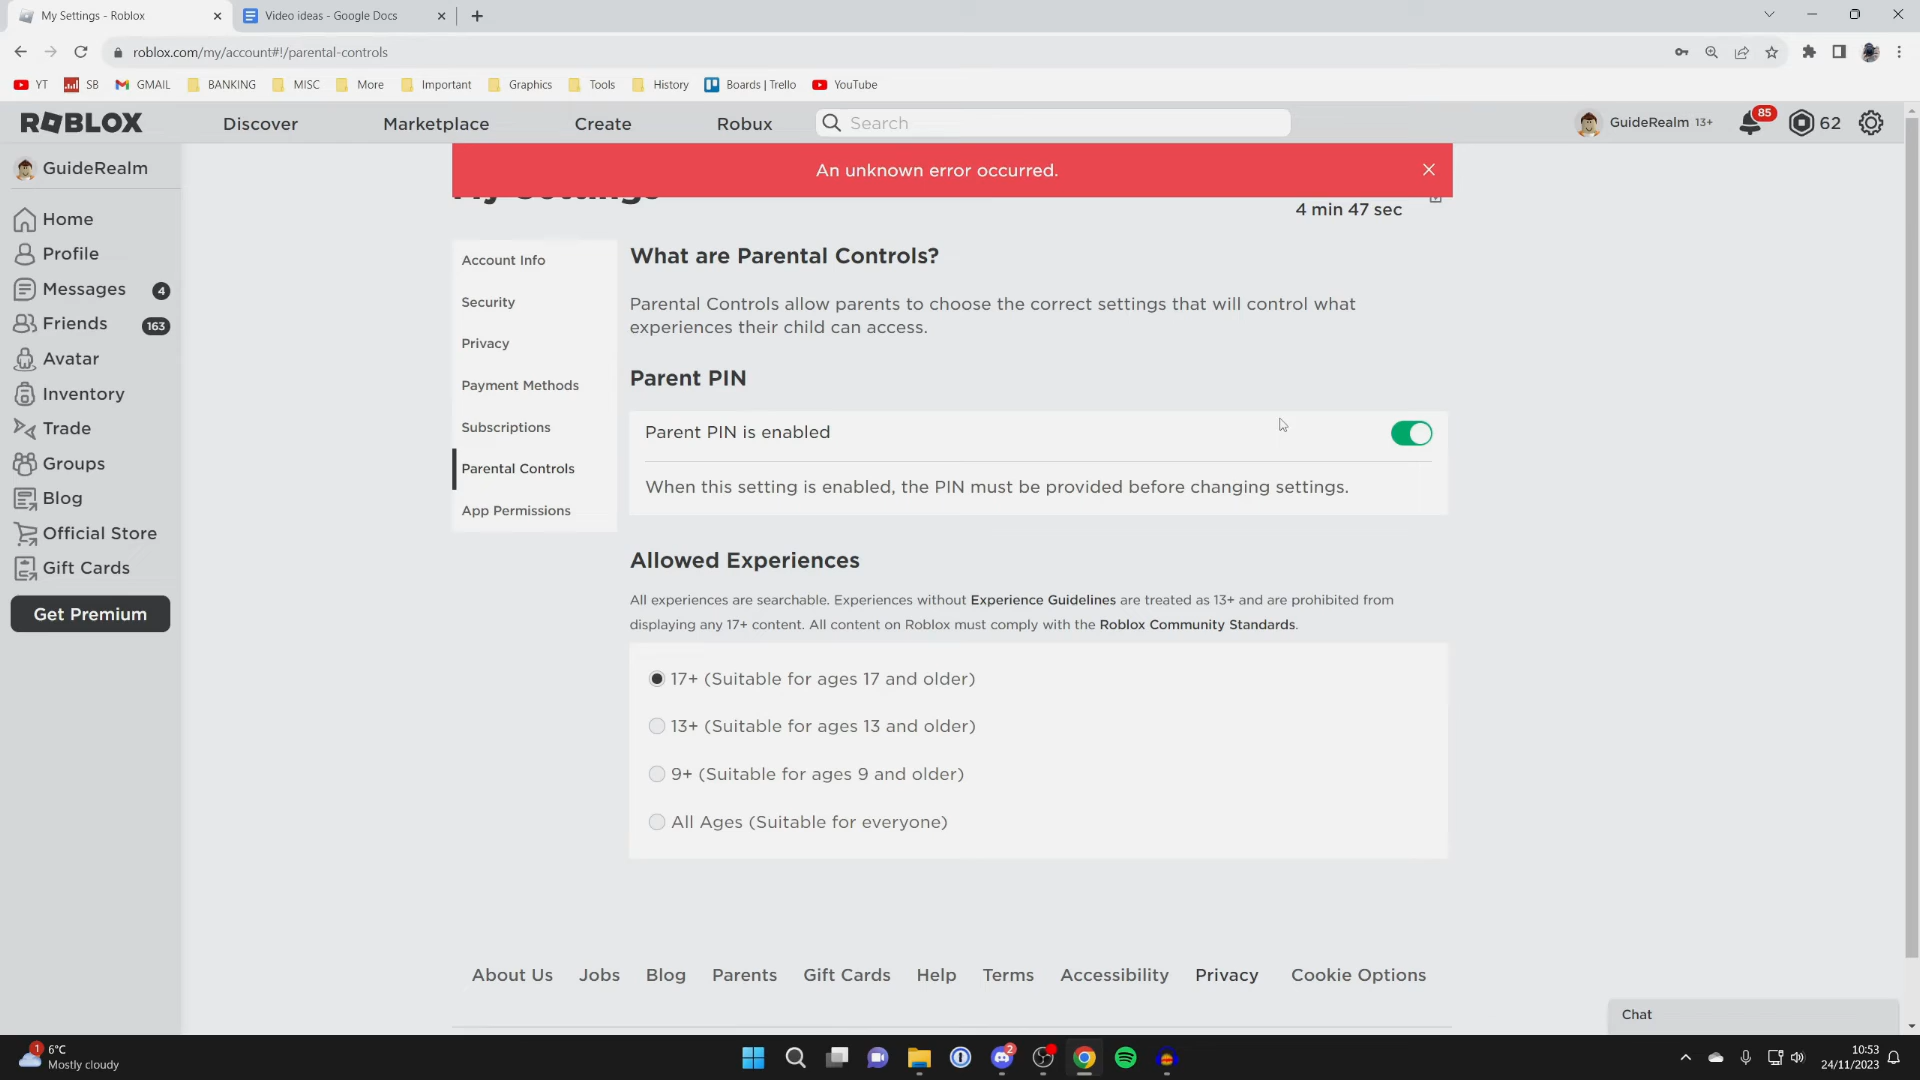 My Settings - Roblox
Video ideas - Google Docs
roblox.com/my/account#!/parental-controls
YT
SB
GMAIL
BANKING
MISC
More
Important
Graphics
Tools
History
Boards | Trello
YouTube
ROBLOX
Discover
Marketplace
Create
Robux
Search
GuideRealm 13+
85
62
GuideRealm
An unknown error occurred.
My Settings
4 min 47 sec
Home
Profile
Messages 4
Friends 163
Avatar
Inventory
Trade
Groups
Blog
Official Store
Gift Cards
Get Premium
Account Info
Security
Privacy
Payment Methods
Subscriptions
Parental Controls
App Permissions
What are Parental Controls?
Parental Controls allow parents to choose the correct settings that will control what
experiences their child can access.
Parent PIN
Parent PIN is enabled
When this setting is enabled, the PIN must be provided before changing settings.
Allowed Experiences
All experiences are searchable. Experiences without Experience Guidelines are treated as 13+ and are prohibited from
displaying any 17+ content. All content on Roblox must comply with the Roblox Community Standards.
17+ (Suitable for ages 17 and older)
13+ (Suitable for ages 13 and older)
9+ (Suitable for ages 9 and older)
All Ages (Suitable for everyone)
About Us
Jobs
Blog
Parents
Gift Cards
Help
Terms
Accessibility
Privacy
Cookie Options
Chat
1
6°C
Mostly cloudy
2
10:53
24/11/2023